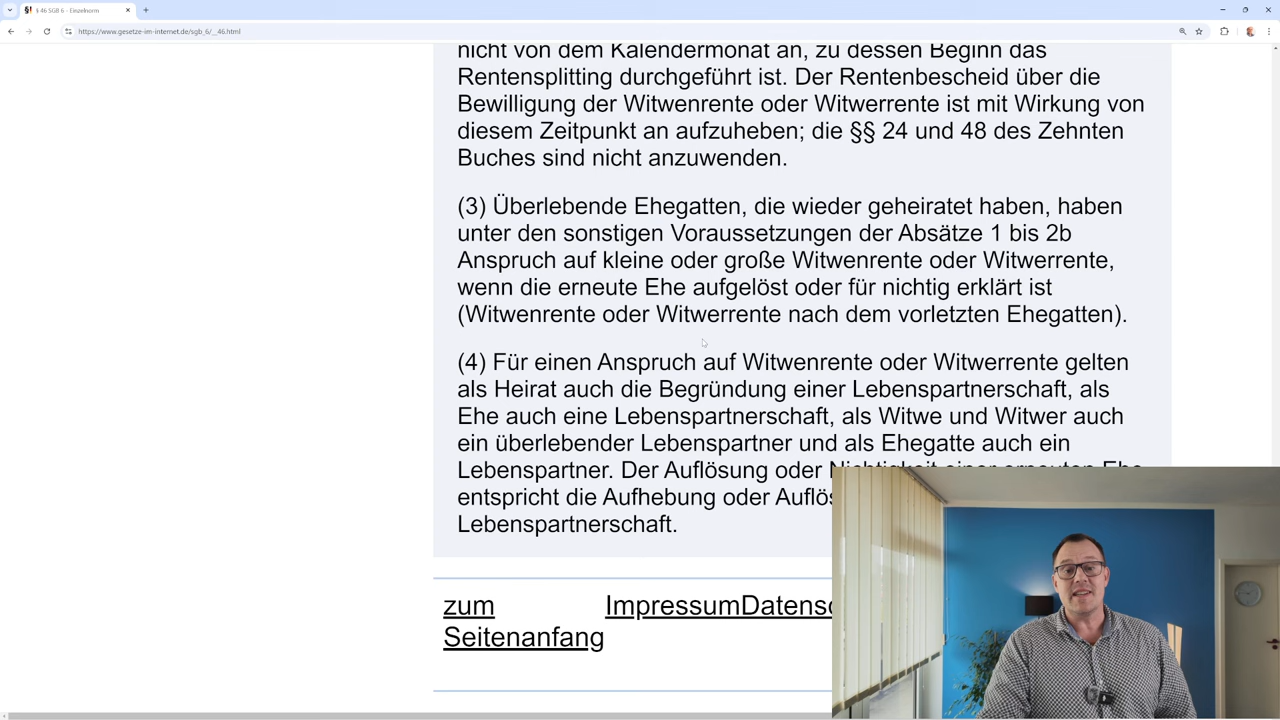 § 46 SGB 6 - Einzelnorm
https://www.gesetze-im-internet.de/sgb_6/__46.html
nicht von dem Kalendermonat an, zu dessen Beginn das
Rentensplitting durchgeführt ist. Der Rentenbescheid über die
Bewilligung der Witwenrente oder Witwerrente ist mit Wirkung von
diesem Zeitpunkt an aufzuheben; die §§ 24 und 48 des Zehnten
Buches sind nicht anzuwenden.
(3) Überlebende Ehegatten, die wieder geheiratet haben, haben
unter den sonstigen Voraussetzungen der Absätze 1 bis 2b
Anspruch auf kleine oder große Witwenrente oder Witwerrente,
wenn die erneute Ehe aufgelöst oder für nichtig erklärt ist
(Witwenrente oder Witwerrente nach dem vorletzten Ehegatten).
(4) Für einen Anspruch auf Witwenrente oder Witwerrente gelten
als Heirat auch die Begründung einer Lebenspartnerschaft, als
Ehe auch eine Lebenspartnerschaft, als Witwe und Witwer auch
ein überlebender Lebenspartner und als Ehegatte auch ein
Lebenspartner. Der Auflösung oder Nichtigkeit einer erneuten Ehe
entspricht die Aufhebung oder Auflös
Lebenspartnerschaft.
zum
Seitenanfang
ImpressumDatensc